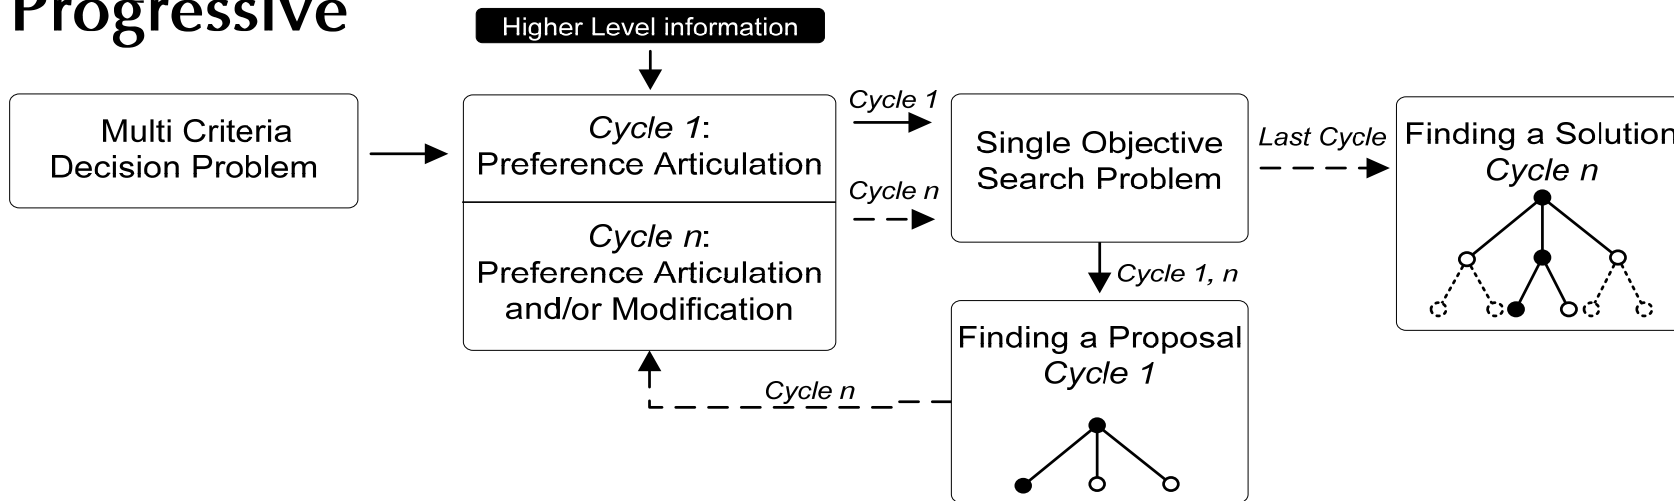 Progressive
Higher Level information
Multi Criteria
Decision Problem
Cycle 1:
Preference Articulation
Cycle n:
Preference Articulation
and/or Modification
Cycle 1
Cycle n
Single Objective
Search Problem
Last Cycle
Finding a Solution
Cycle n
Cycle 1, n
Finding a Proposal
Cycle 1
Cycle n